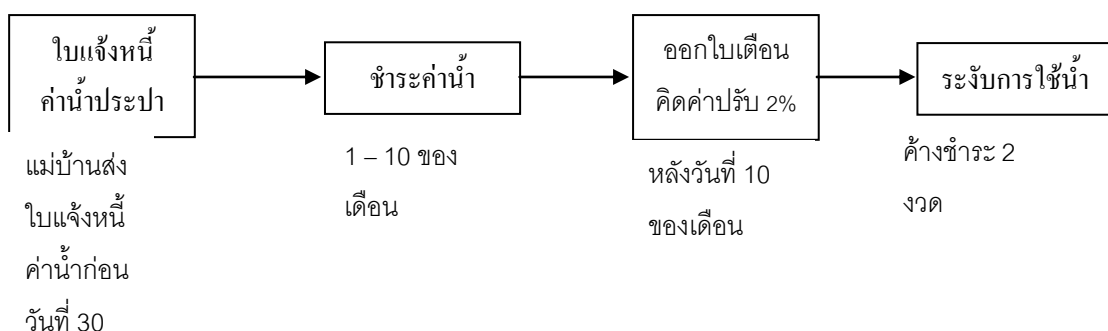 ใบแจ้งหนี้
ค่าน้ำประปา
แม่บ้านส่ง
ใบแจ้งหนี้
ค่าน้ำก่อน
วันที่ 30
ชำระค่าน้ำ
1 – 10 ของ
เดือน
ออกใบเตือน
คิดค่าปรับ 2%
หลังวันที่ 10
ของเดือน
ระงับการใช้น้ำ
ค้างชำระ 2
งวด